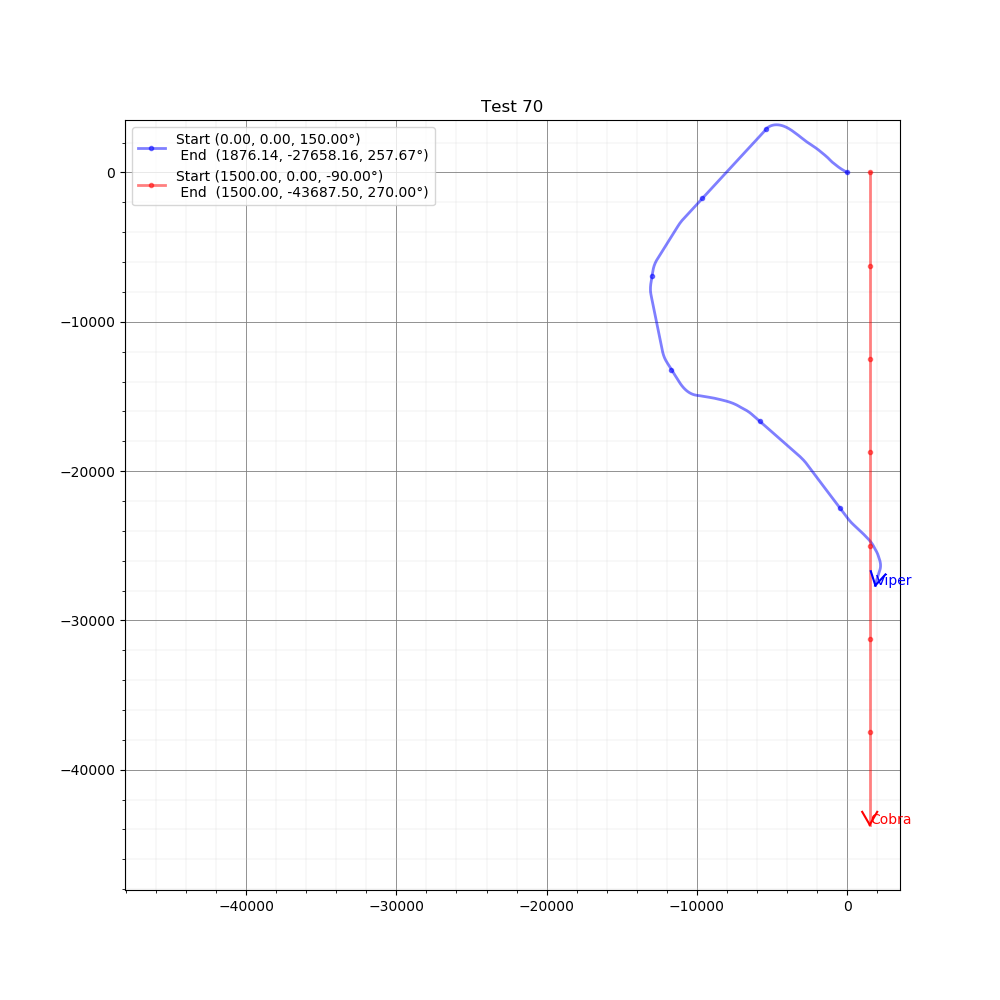 Test 70
Start (0.00, 0.00, 150.00°)
End (1876.14, -27658.16, 257.67°)
Start (1500.00, 0.00, -90.00°)
End (1500.00, -43687.50, 270.00°)
0
−10000
−20000
−30000
−40000
Viper
Cobra
−40000 −30000 −20000 −10000 0